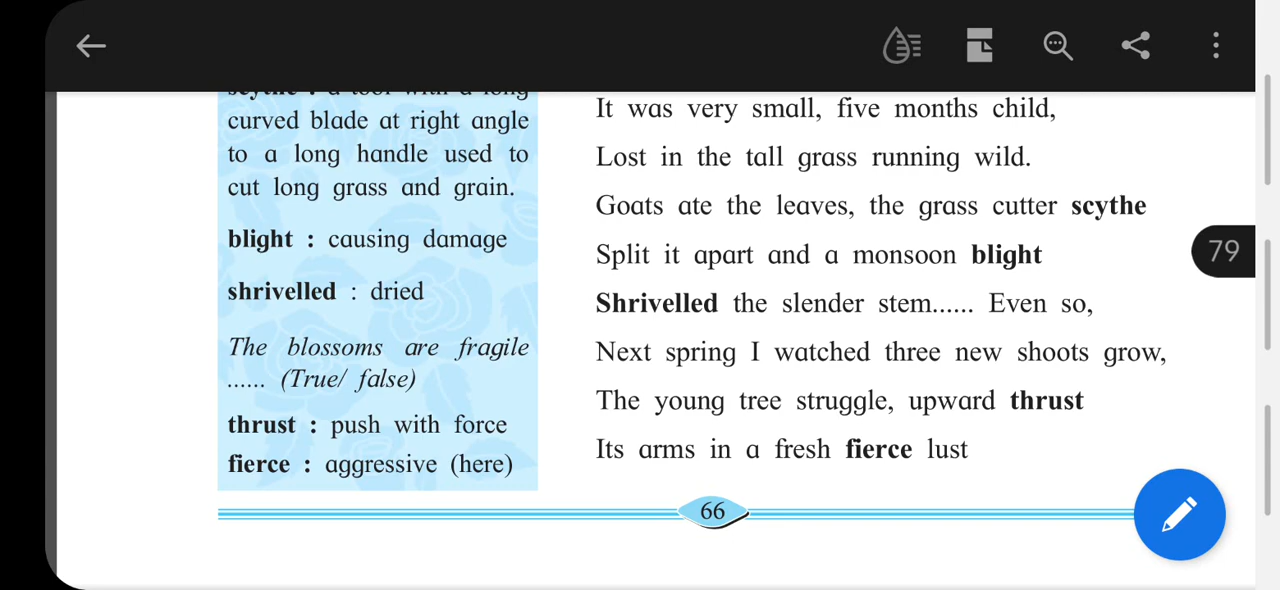 scythe : a tool with a long
curved blade at right angle
to a long handle used to
cut long grass and grain.
blight : causing damage
shrivelled : dried
The blossoms are fragile
...... (True/ false)
thrust : push with force
fierce : aggressive (here)
It was very small, five months child,
Lost in the tall grass running wild.
Goats ate the leaves, the grass cutter scythe
Split it apart and a monsoon blight
Shrivelled the slender stem...... Even so,
Next spring I watched three new shoots grow,
The young tree struggle, upward thrust
Its arms in a fresh fierce lust
79
66